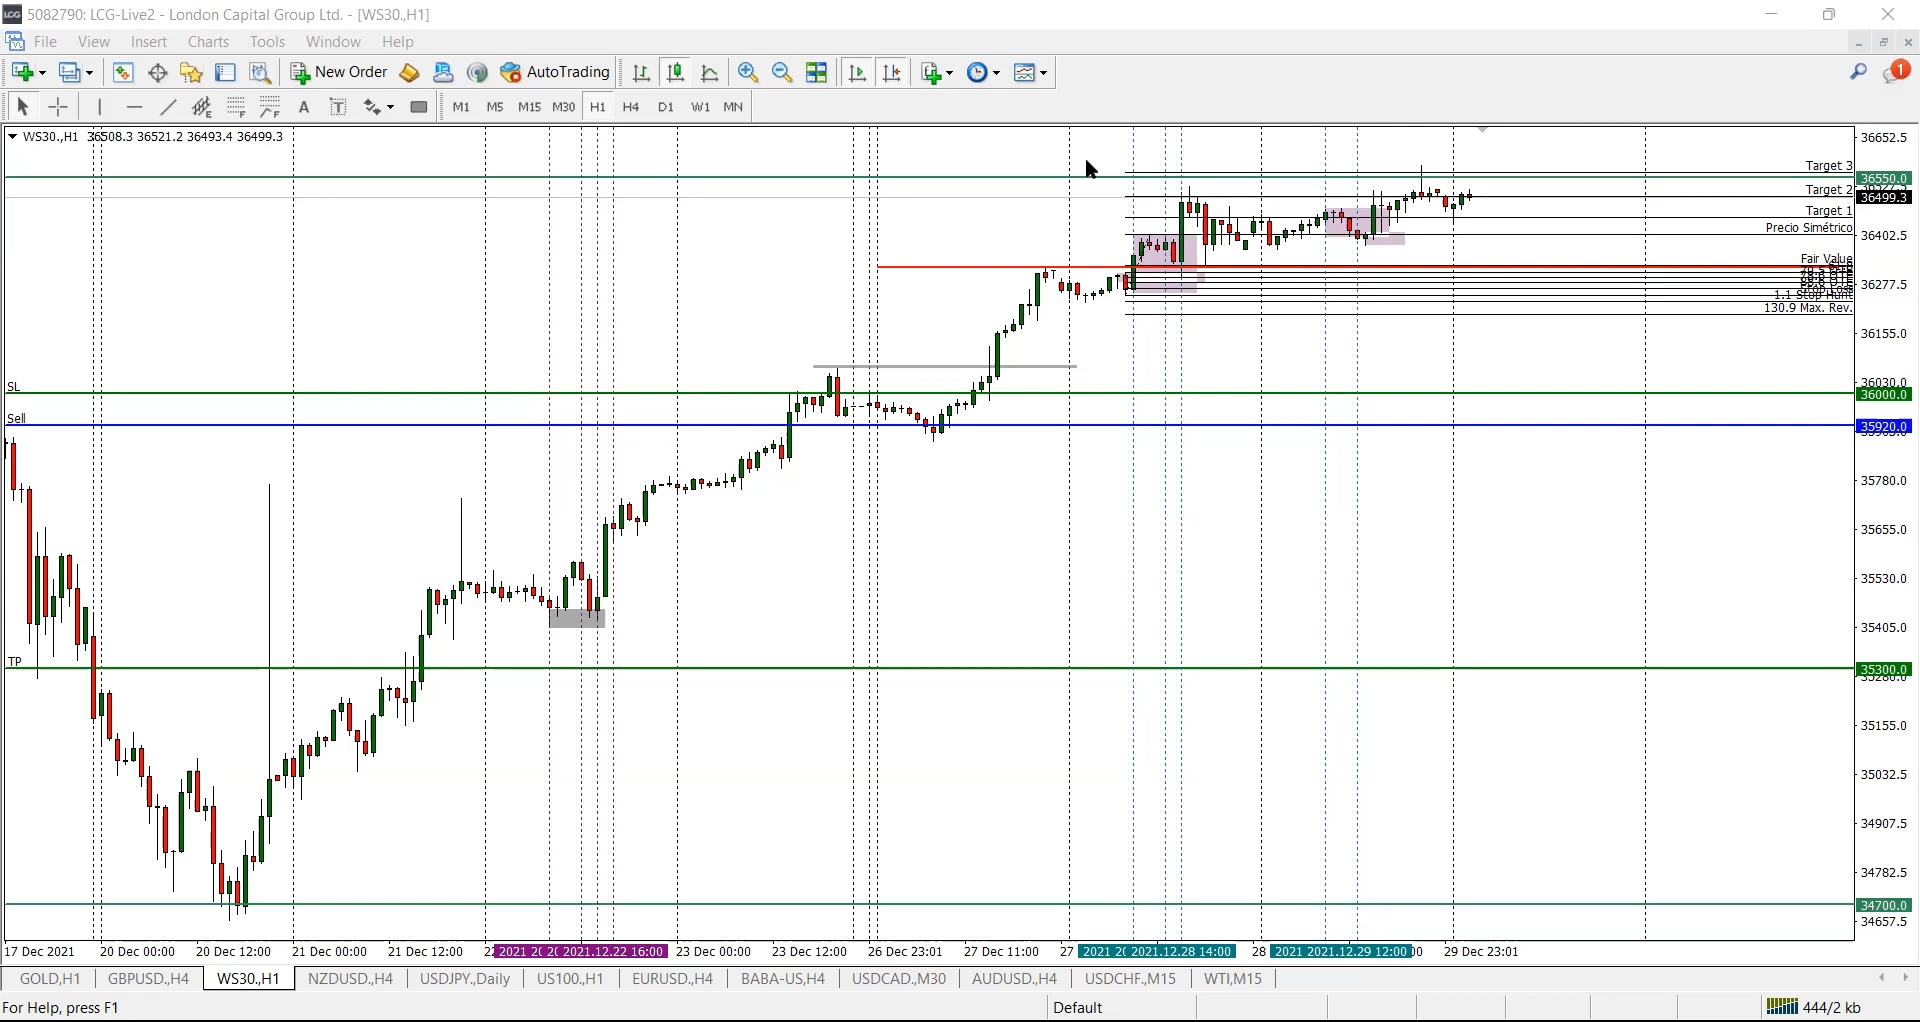 5082790: LCG-Live2 - London Capital Group Ltd. - [WS30.,H1]
File View Insert Charts Tools Window Help
New Order AutoTrading 1
A T M1 M5 M15 M30 H1 H4 D1 W1 MN
WS30.,H1 36508.3 36521.2 36493.4 36499.3
36652.5
Target 3
36550.0
Target 2
36499.3
Target 1
Precio Simétrico
36402.5
Fair Value
36277.5
1.1 Stop Hunt
130.9 Max. Rev.
36155.0
36030.0
SL
36000.0
Sell
35920.0
35780.0
35655.0
35530.0
35405.0
TP
35300.0
35280.0
35155.0
35032.5
34907.5
34782.5
34700.0
34657.5
17 Dec 2021 20 Dec 00:00 20 Dec 12:00 21 Dec 00:00 21 Dec 12:00 2021.12.22 16:00 23 Dec 00:00 23 Dec 12:00 26 Dec 23:01 27 Dec 11:00 27 2021.12.28 14:00 28 2021.12.29 12:00 29 Dec 23:01
GOLD,H1 GBPUSD.,H4 WS30.,H1 NZDUSD.,H4 USDJPY.,Daily US100.,H1 EURUSD.,H4 BABA-US,H4 USDCAD.,M30 AUDUSD.,H4 USDCHF.,M15 WTI,M15
For Help, press F1 Default 444/2 kb